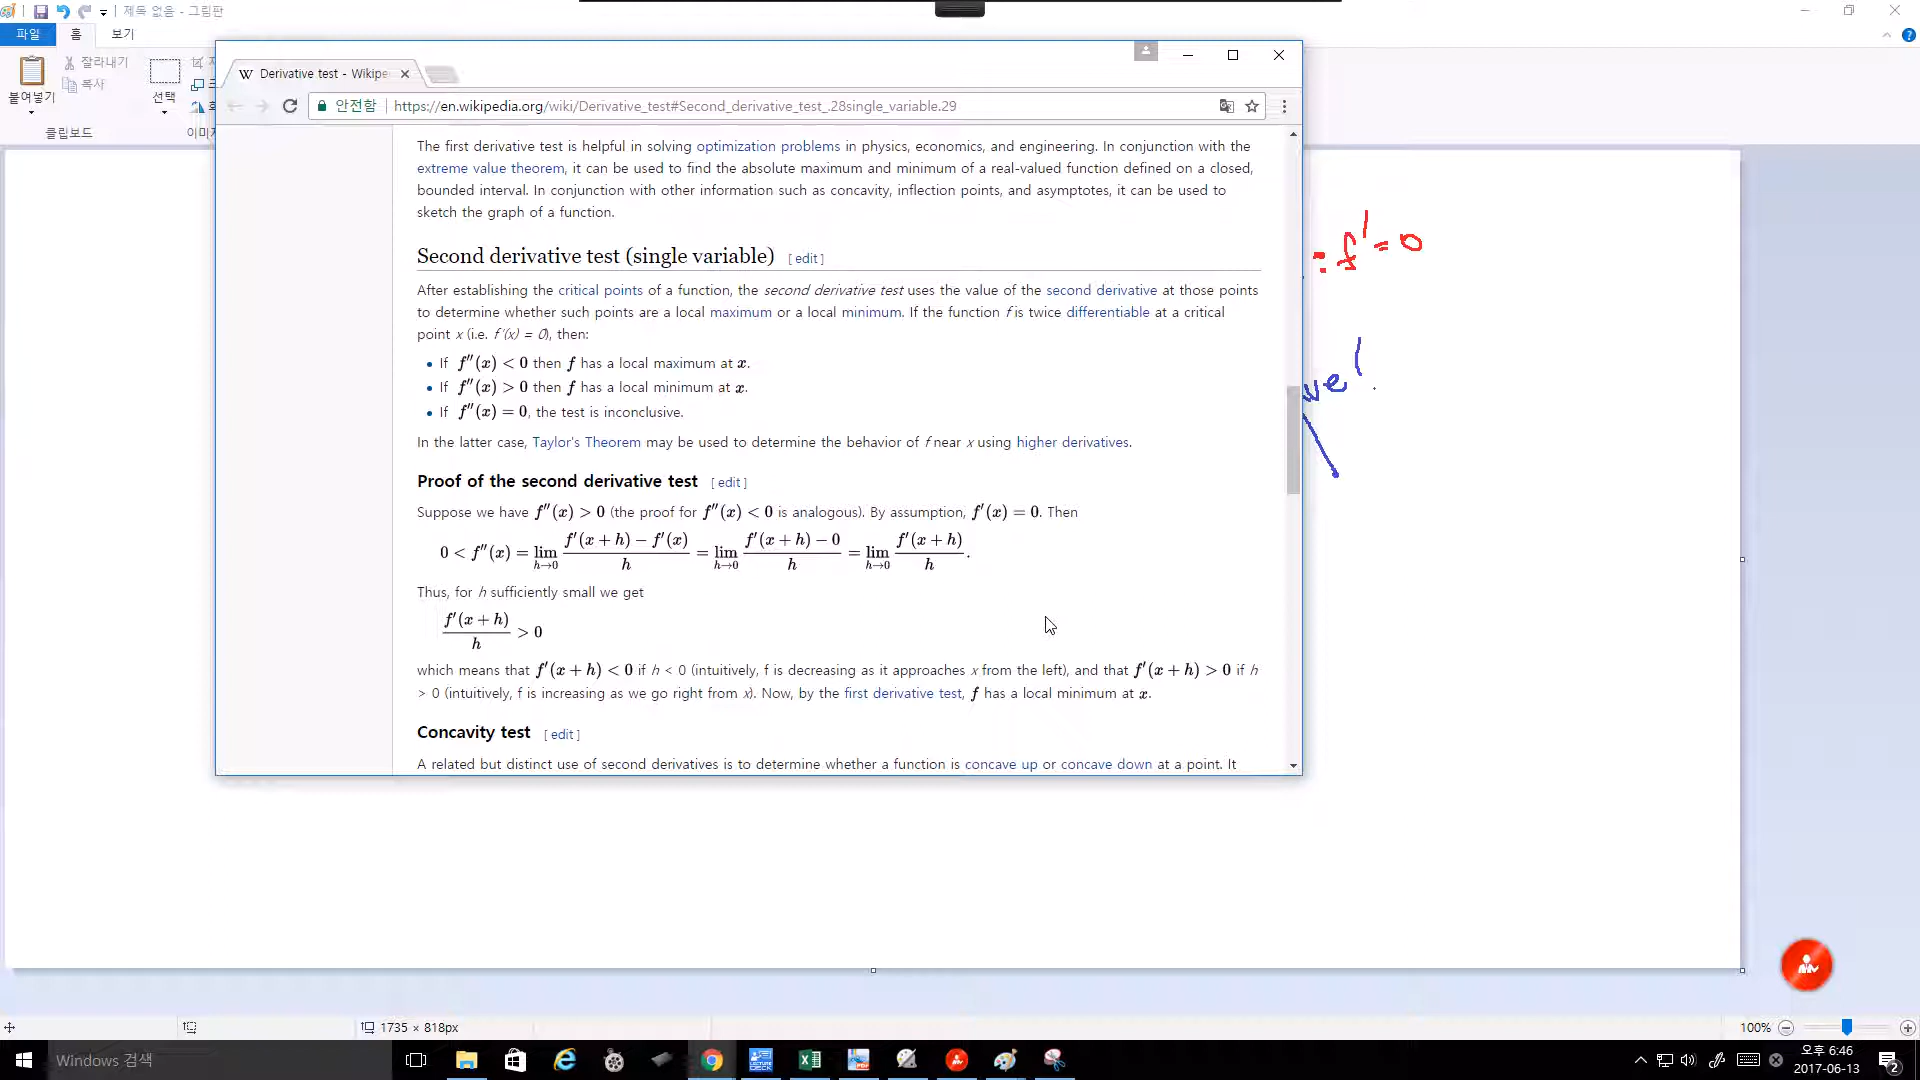 제목 없음 - 그림판
파일 홈 보기
붙여넣기
잘라내기
복사
클립보드
선택
Derivative test - Wikipe
안전함 https://en.wikipedia.org/wiki/Derivative_test#Second_derivative_test_.28single_variable.29
The first derivative test is helpful in solving optimization problems in physics, economics, and engineering. In conjunction with the
extreme value theorem, it can be used to find the absolute maximum and minimum of a real-valued function defined on a closed,
bounded interval. In conjunction with other information such as concavity, inflection points, and asymptotes, it can be used to
sketch the graph of a function.
Second derivative test (single variable) [ edit ]
After establishing the critical points of a function, the second derivative test uses the value of the second derivative at those points
to determine whether such points are a local maximum or a local minimum. If the function f is twice differentiable at a critical
point x (i.e. f'(x) = 0), then:
• If f''(x) < 0 then f has a local maximum at x.
• If f''(x) > 0 then f has a local minimum at x.
• If f''(x) = 0, the test is inconclusive.
In the latter case, Taylor's Theorem may be used to determine the behavior of f near x using higher derivatives.
Proof of the second derivative test [ edit ]
Suppose we have f''(x) > 0 (the proof for f''(x) < 0 is analogous). By assumption, f'(x) = 0. Then
0 < f''(x) = lim h→0 f'(x + h) − f'(x) / h = lim h→0 f'(x + h) − 0 / h = lim h→0 f'(x + h) / h.
Thus, for h sufficiently small we get
f'(x + h) / h > 0
which means that f'(x + h) < 0 if h < 0 (intuitively, f is decreasing as it approaches x from the left), and that f'(x + h) > 0 if h
> 0 (intuitively, f is increasing as we go right from x). Now, by the first derivative test, f has a local minimum at x.
Concavity test [ edit ]
A related but distinct use of second derivatives is to determine whether a function is concave up or concave down at a point. It
: f' = 0
we'
1735 × 818px
100%
Windows 검색
오후 6:46
2017-06-13
2